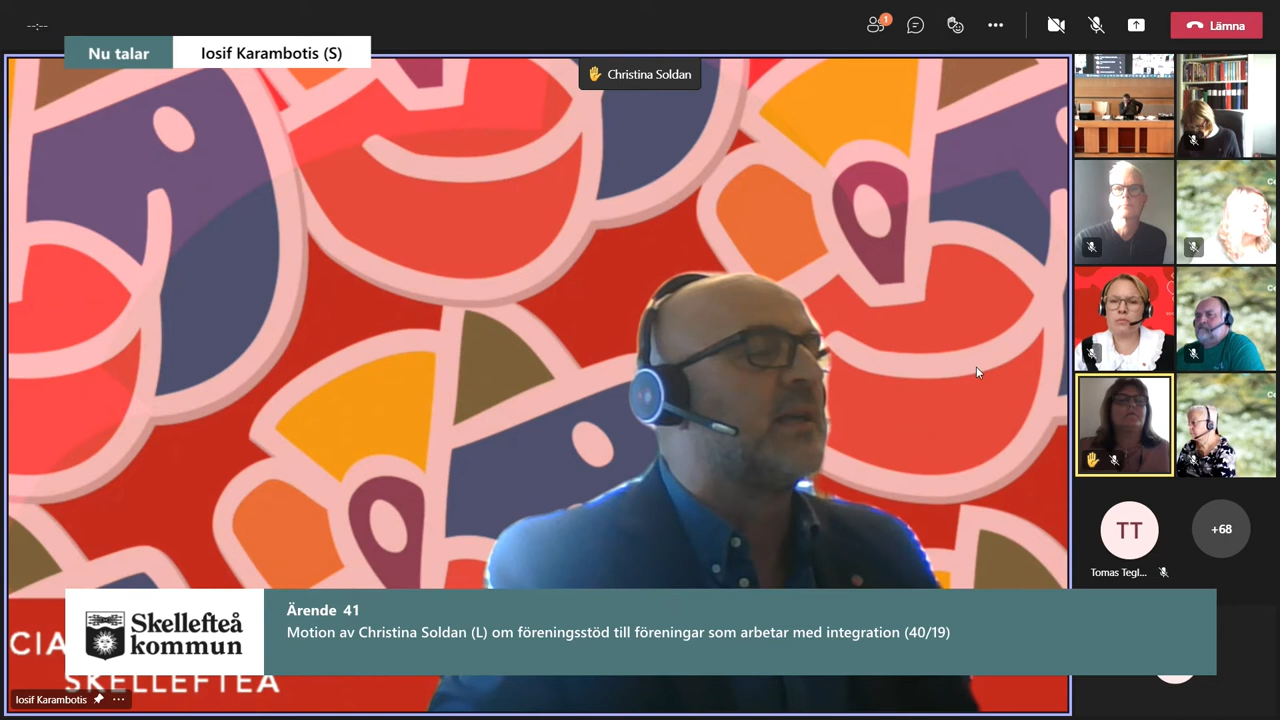 --:--
1
Lämna
Nu talar
Iosif Karambotis (S)
Christina Soldan
TT
+68
Tomas Tegl...
Skellefteå
kommun
Ärende 41
Motion av Christina Soldan (L) om föreningsstöd till föreningar som arbetar med integration (40/19)
CIA
SKELLEFTEÅ
Iosif Karambotis